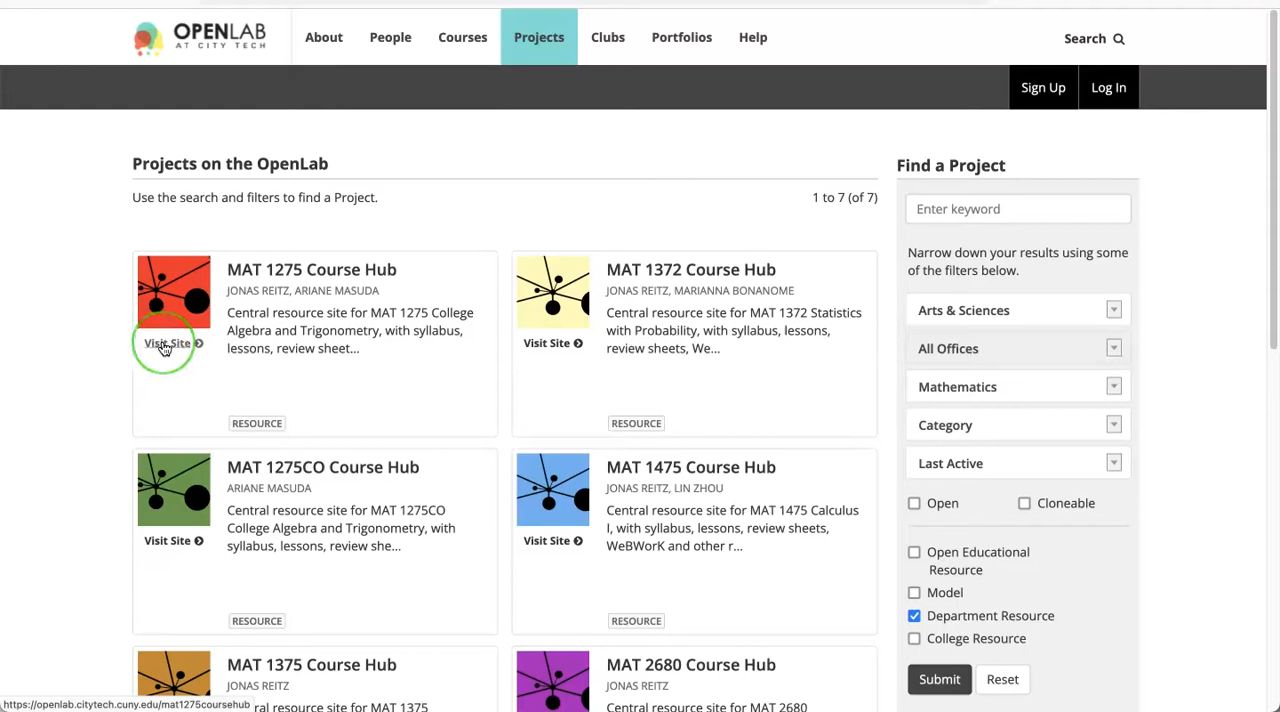 OPENLAB
AT CITY TECH
About
People
Courses
Projects
Clubs
Portfolios
Help
Search
Sign Up
Log In
Projects on the OpenLab
Use the search and filters to find a Project.
1 to 7 (of 7)
MAT 1275 Course Hub
JONAS REITZ, ARIANE MASUDA
Central resource site for MAT 1275 College
Algebra and Trigonometry, with syllabus,
lessons, review sheet...
Visit Site
RESOURCE
MAT 1372 Course Hub
JONAS REITZ, MARIANNA BONANOME
Central resource site for MAT 1372 Statistics
with Probability, with syllabus, lessons,
review sheets, We...
Visit Site
RESOURCE
MAT 1275CO Course Hub
ARIANE MASUDA
Central resource site for MAT 1275CO
College Algebra and Trigonometry, with
syllabus, lessons, review she...
Visit Site
RESOURCE
MAT 1475 Course Hub
JONAS REITZ, LIN ZHOU
Central resource site for MAT 1475 Calculus
I, with syllabus, lessons, review sheets,
WeBWorK and other r...
Visit Site
RESOURCE
MAT 1375 Course Hub
JONAS REITZ
ral resource site for MAT 1375
MAT 2680 Course Hub
JONAS REITZ
Central resource site for MAT 2680
Find a Project
Enter keyword
Narrow down your results using some
of the filters below.
Arts & Sciences
All Offices
Mathematics
Category
Last Active
Open
Cloneable
Open Educational
Resource
Model
Department Resource
College Resource
Submit
Reset
https://openlab.citytech.cuny.edu/mat1275coursehub